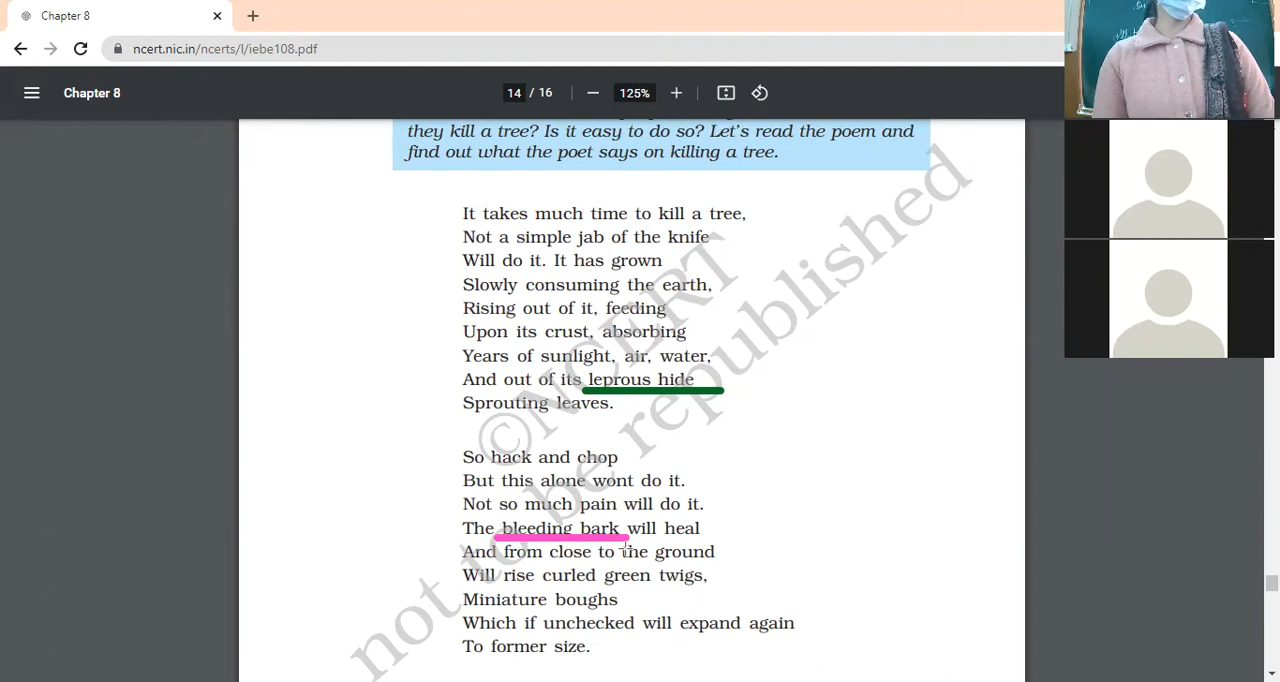 Chapter 8
ncert.nic.in/ncerts/l/iebe108.pdf
Chapter 8
14 / 16
125%
they kill a tree? Is it easy to do so? Let's read the poem and
find out what the poet says on killing a tree.
It takes much time to kill a tree,
Not a simple jab of the knife
Will do it. It has grown
Slowly consuming the earth,
Rising out of it, feeding
Upon its crust, absorbing
Years of sunlight, air, water,
And out of its leprous hide
Sprouting leaves.
So hack and chop
But this alone wont do it.
Not so much pain will do it.
The bleeding bark will heal
And from close to the ground
Will rise curled green twigs,
Miniature boughs
Which if unchecked will expand again
To former size.
©NCERT
not to be republished